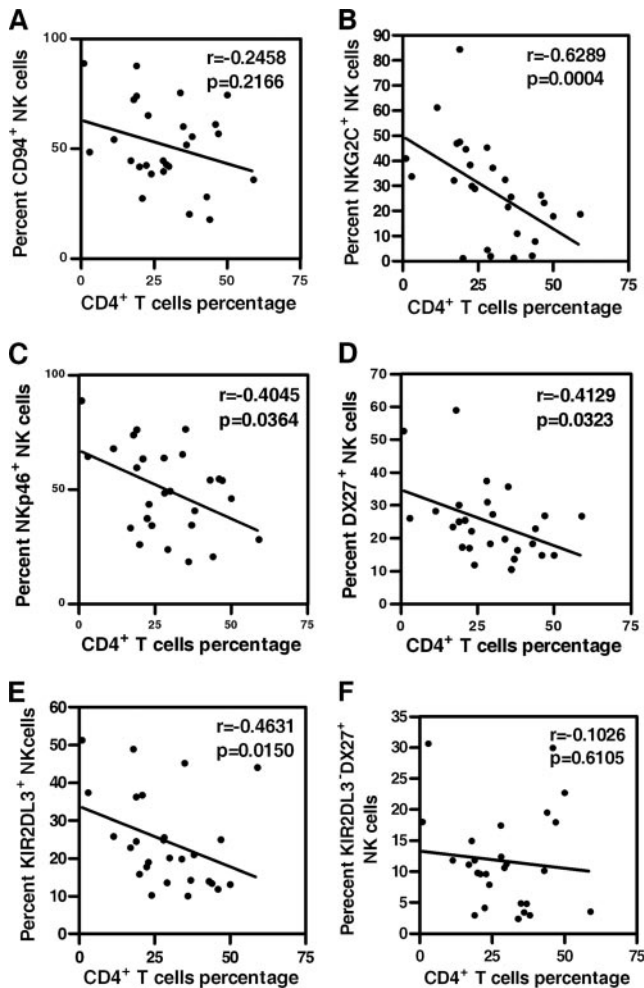 A
r=-0.2458
p=0.2166
100
50
0
0 25 50 75
Percent CD94⁺ NK cells
CD4⁺ T cells percentage
B
r=-0.6289
p=0.0004
90
80
70
60
50
40
30
20
10
0
0 25 50 75
Percent NKG2C⁺ NK cells
CD4⁺ T cells percentage
C
r=-0.4045
p=0.0364
100
50
0
0 25 50 75
Percent NKp46⁺ NK cells
CD4⁺ T cells percentage
D
r=-0.4129
p=0.0323
70
60
50
40
30
20
10
0
0 25 50 75
Percent DX27⁺ NK cells
CD4⁺ T cells percentage
E
r=-0.4631
p=0.0150
60
50
40
30
20
10
0
0 25 50 75
Percent KIR2DL3⁺ NKcells
CD4⁺ T cells percentage
F
r=-0.1026
p=0.6105
35
30
25
20
15
10
5
0
0 25 50 75
Perecent KIR2DL3⁻DX27⁺
NK cells
CD4⁺ T cells percentage